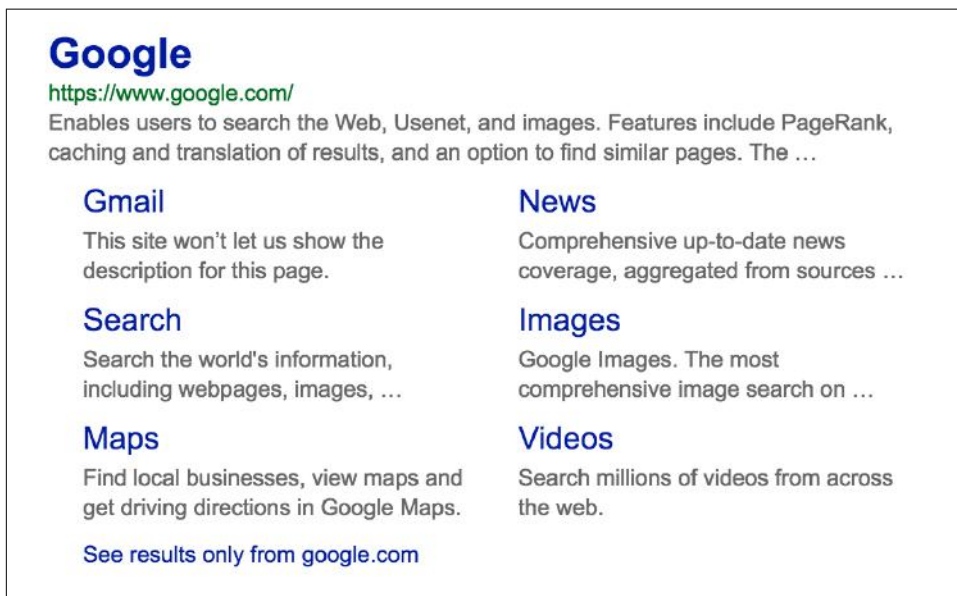 Google
https://www.google.com/
Enables users to search the Web, Usenet, and images. Features include PageRank,
caching and translation of results, and an option to find similar pages. The …
Gmail
This site won’t let us show the
description for this page.
News
Comprehensive up-to-date news
coverage, aggregated from sources …
Search
Search the world's information,
including webpages, images, …
Images
Google Images. The most
comprehensive image search on …
Maps
Find local businesses, view maps and
get driving directions in Google Maps.
Videos
Search millions of videos from across
the web.
See results only from google.com